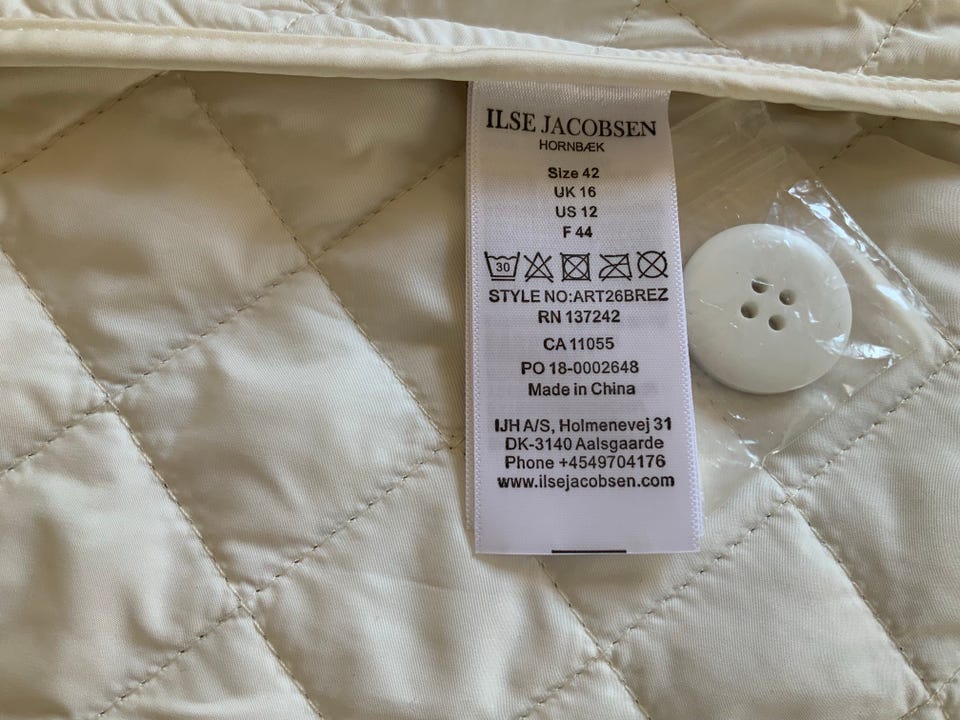 ILSE JACOBSEN
HORNBÆK
Size 42
UK 16
US 12
F 44
30
STYLE NO:ART26BREZ
RN 137242
CA 11055
PO 18-0002648
Made in China
IJH A/S, Holmenevej 31
DK-3140 Aalsgaarde
Phone +4549704176
www.ilsejacobsen.com